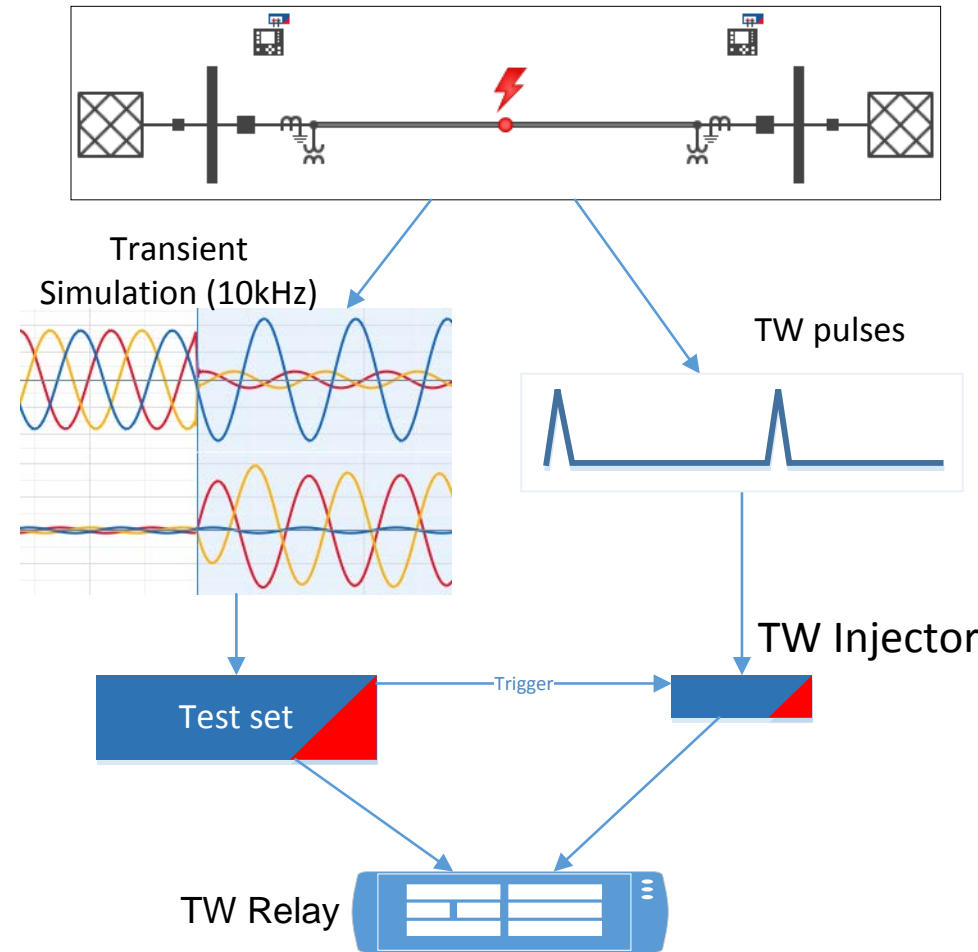 Transient
Simulation (10kHz)
TW pulses
TW Injector
Trigger
Test set
TW Relay